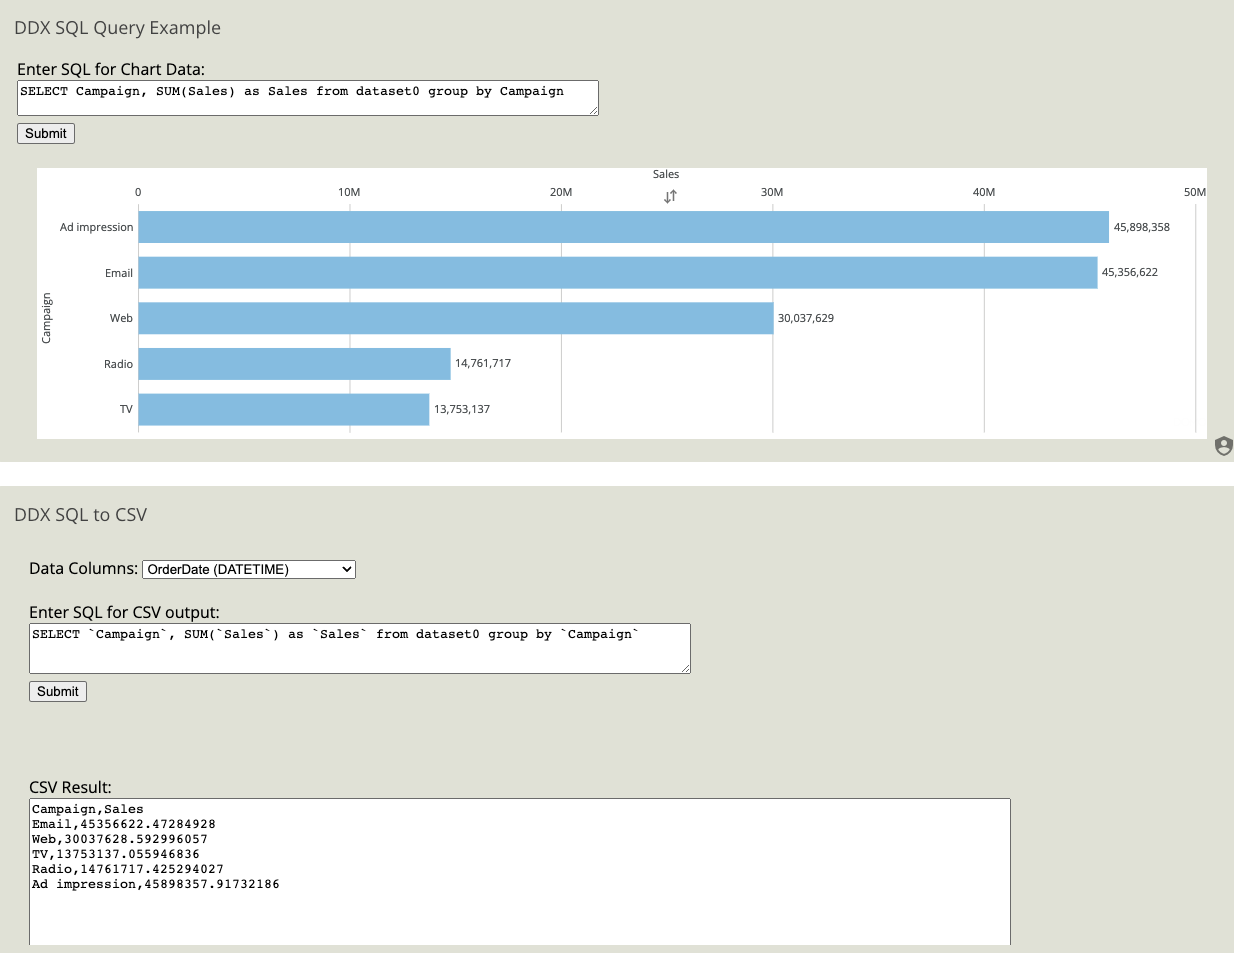 DDX SQL Query Example
Enter SQL for Chart Data:
SELECT Campaign, SUM(Sales) as Sales from dataset0 group by Campaign
Submit
Sales
0 10M 20M 30M 40M 50M
Campaign
Ad impression 45,898,358
Email 45,356,622
Web 30,037,629
Radio 14,761,717
TV 13,753,137
DDX SQL to CSV
Data Columns: OrderDate (DATETIME)
Enter SQL for CSV output:
SELECT `Campaign`, SUM(`Sales`) as `Sales` from dataset0 group by `Campaign`
Submit
CSV Result:
Campaign,Sales
Email,45356622.47284928
Web,30037628.592996057
TV,13753137.055946836
Radio,14761717.425294027
Ad impression,45898357.91732186